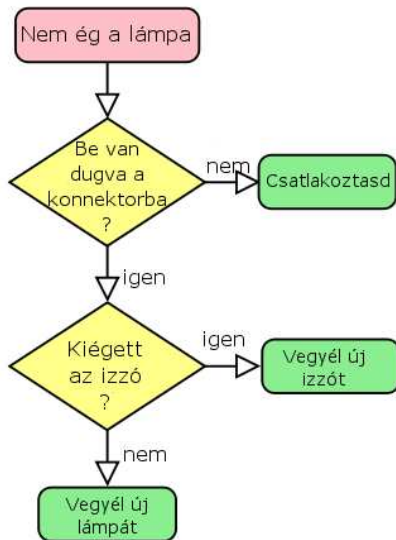 Nem ég a lámpa
Be van
dugva a
konnektorba
?
nem
Csatlakoztasd
igen
Kiégett
az izzó
?
igen
Vegyél új
izzót
nem
Vegyél új
lámpát